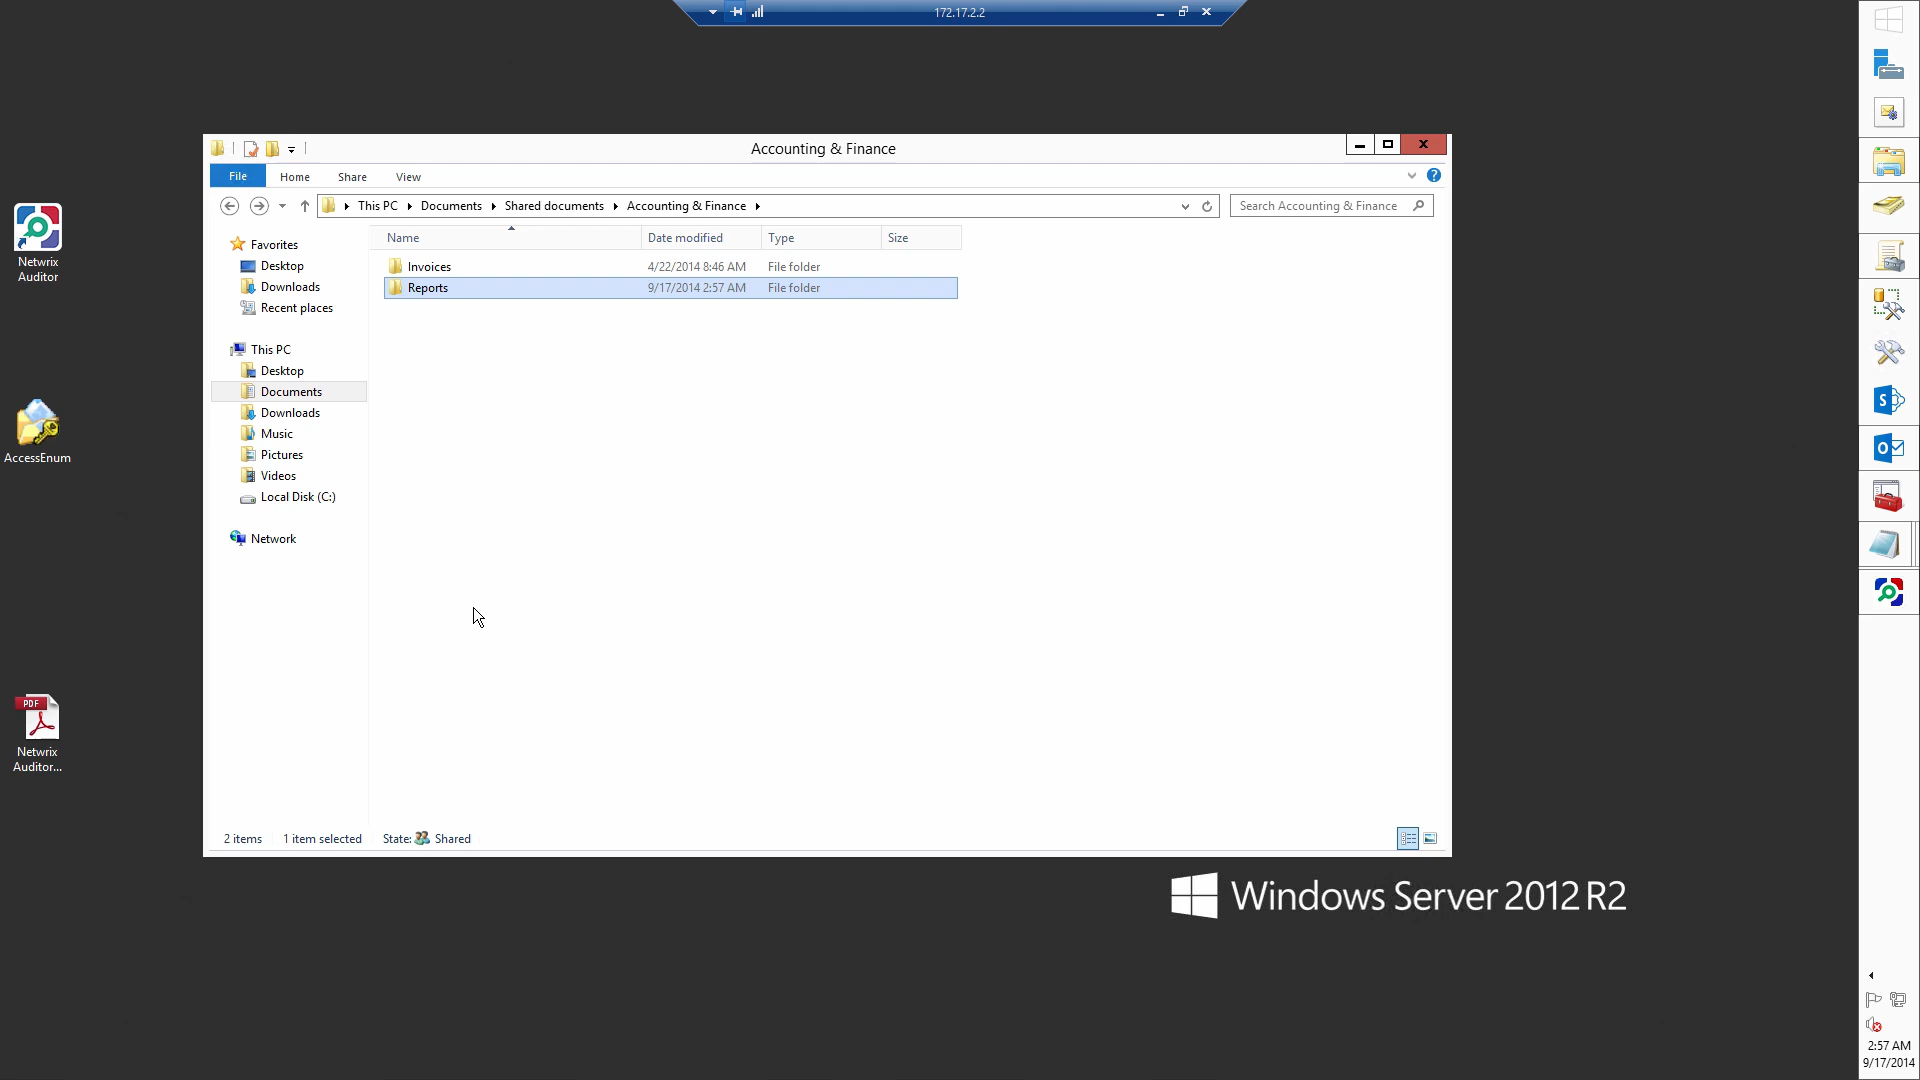 172.17.2.2
Accounting & Finance
File Home Share View
This PC Documents Shared documents Accounting & Finance
Search Accounting & Finance
Name Date modified Type Size
Invoices 4/22/2014 8:46 AM File folder
Reports 9/17/2014 2:57 AM File folder
Favorites
Desktop
Downloads
Recent places
This PC
Desktop
Documents
Downloads
Music
Pictures
Videos
Local Disk (C:)
Network
2 items 1 item selected State: Shared
Netwrix
Auditor
AccessEnum
PDF
Netwrix
Auditor...
Windows Server 2012 R2
2:57 AM
9/17/2014